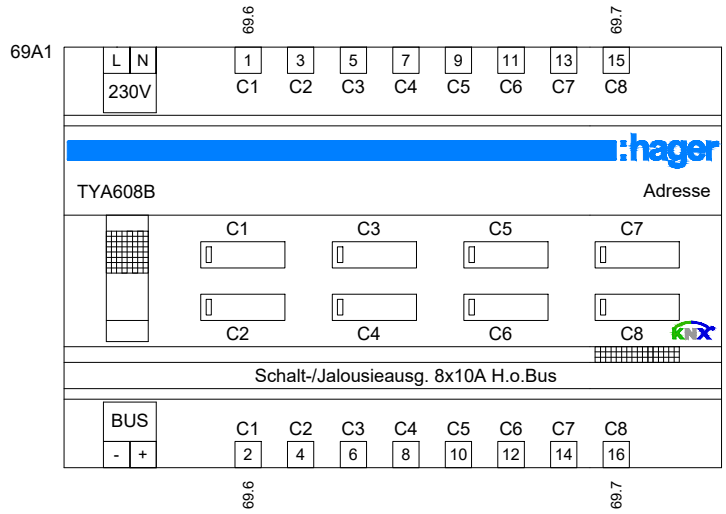 69.6 69.7
69A1
L N 1 3 5 7 9 11 13 15
230V C1 C2 C3 C4 C5 C6 C7 C8
:hager
TYA608B Adresse
C1 C3 C5 C7
C2 C4 C6 C8 KNX
Schalt-/Jalousieausg. 8x10A H.o.Bus
BUS C1 C2 C3 C4 C5 C6 C7 C8
- + 2 4 6 8 10 12 14 16
69.6 69.7